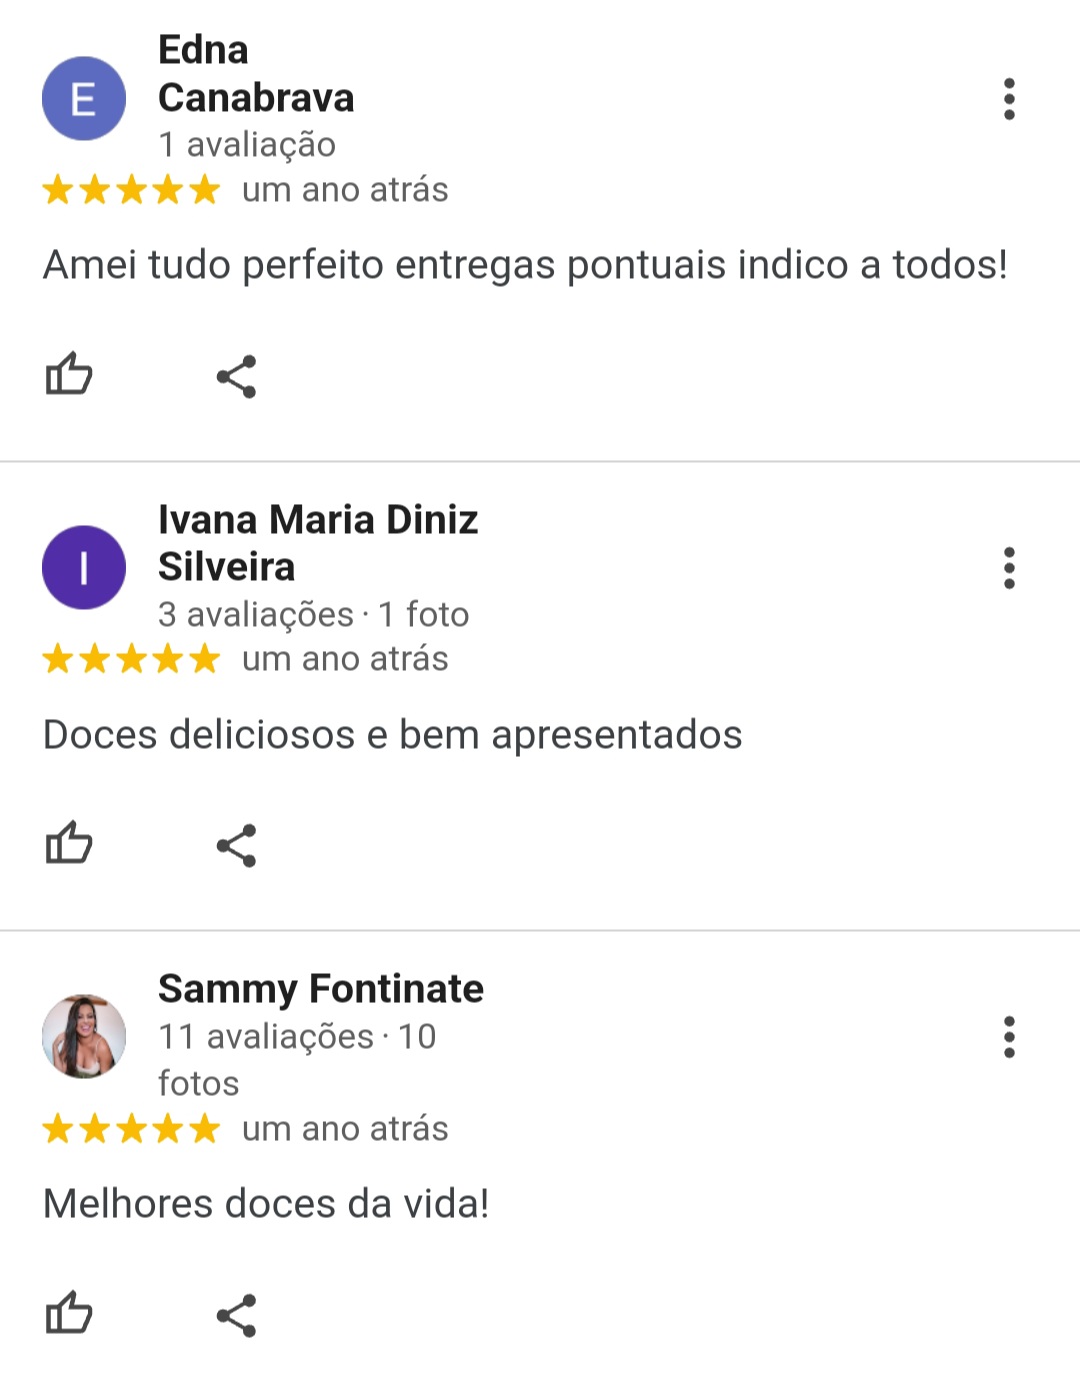 E
Edna
Canabrava
1 avaliação
um ano atrás
Amei tudo perfeito entregas pontuais indico a todos!
I
Ivana Maria Diniz
Silveira
3 avaliações · 1 foto
um ano atrás
Doces deliciosos e bem apresentados
Sammy Fontinate
11 avaliações · 10
fotos
um ano atrás
Melhores doces da vida!